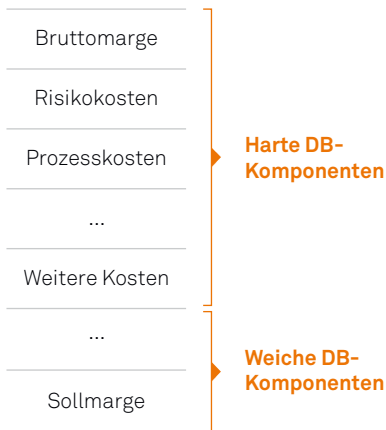 Bruttomarge
Risikokosten
Prozesskosten
...
Weitere Kosten
Harte DB-
Komponenten
...
Sollmarge
Weiche DB-
Komponenten